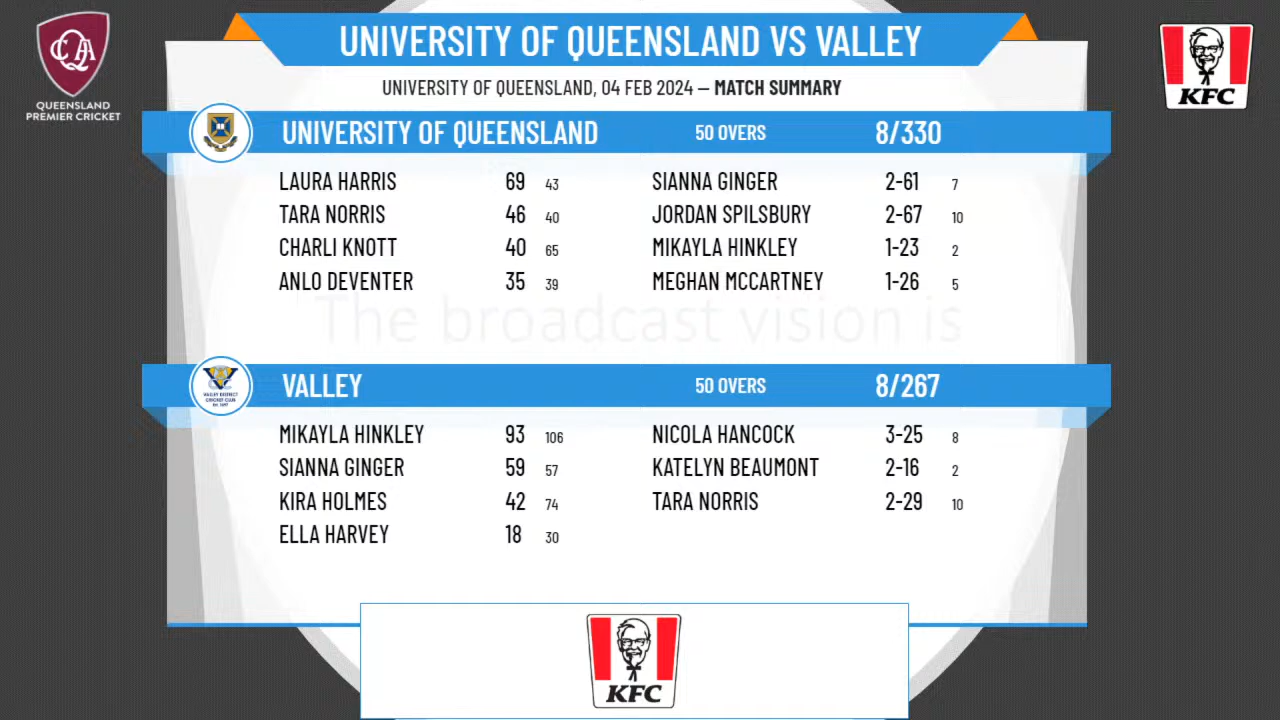 UNIVERSITY OF QUEENSLAND VS VALLEY
UNIVERSITY OF QUEENSLAND, 04 FEB 2024 – MATCH SUMMARY
CQA
QUEENSLAND
PREMIER CRICKET
KFC
UNIVERSITY OF QUEENSLAND 50 OVERS 8/330
LAURA HARRIS 69 43 SIANNA GINGER 2-61 7
TARA NORRIS 46 40 JORDAN SPILSBURY 2-67 10
CHARLI KNOTT 40 65 MIKAYLA HINKLEY 1-23 2
ANLO DEVENTER 35 39 MEGHAN MCCARTNEY 1-26 5
The broadcast vision is
VALLEY DISTRICT
CRICKET CLUB
VALLEY 50 OVERS 8/267
MIKAYLA HINKLEY 93 106 NICOLA HANCOCK 3-25 8
SIANNA GINGER 59 57 KATELYN BEAUMONT 2-16 2
KIRA HOLMES 42 74 TARA NORRIS 2-29 10
ELLA HARVEY 18 30
KFC